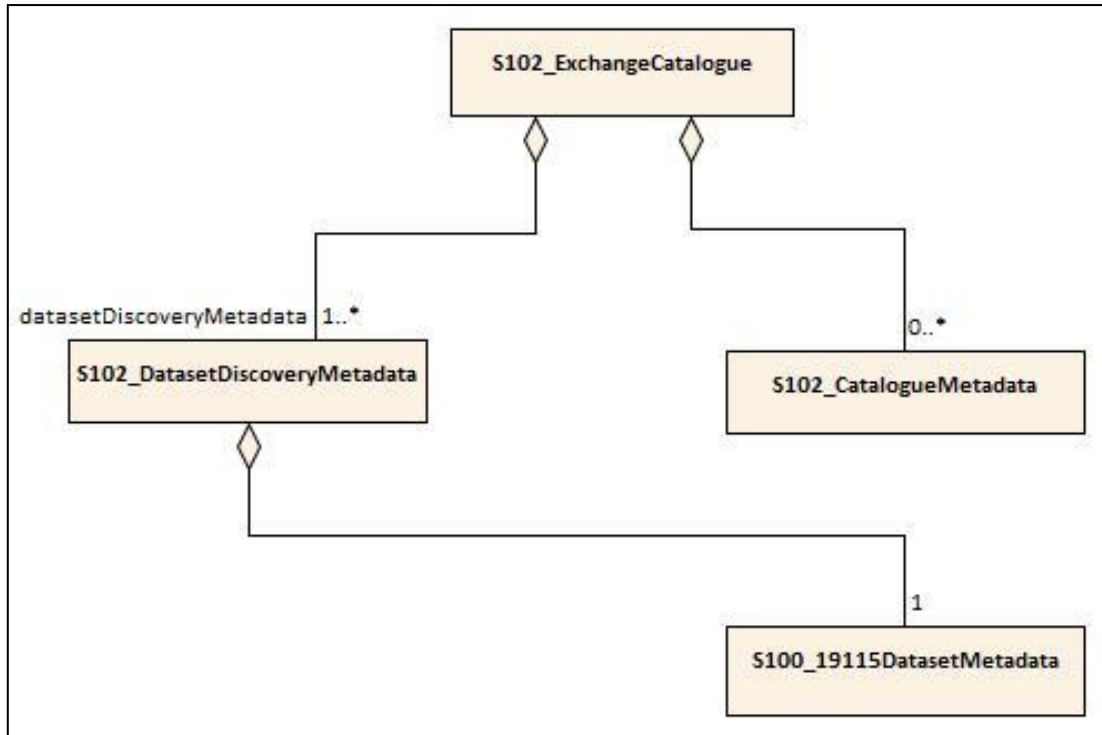 S102_ExchangeCatalogue
datasetDiscoveryMetadata 1..*
0..*
S102_DatasetDiscoveryMetadata
S102_CatalogueMetadata
1
S100_19115DatasetMetadata